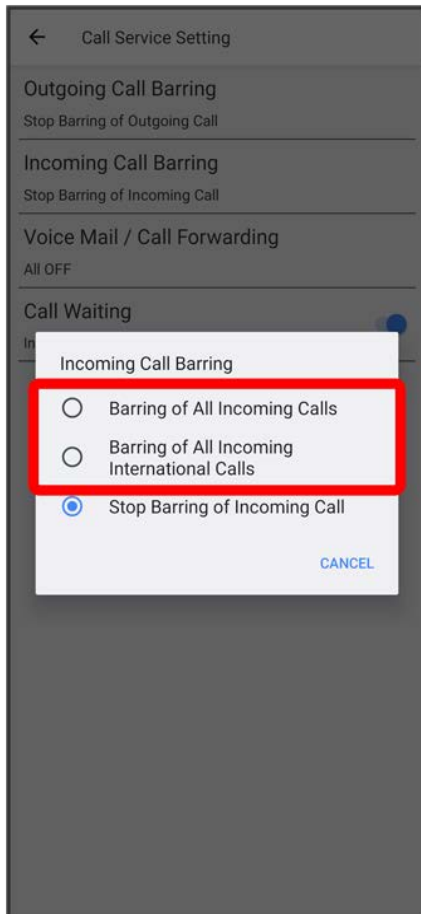 Call Service Setting
Outgoing Call Barring
Stop Barring of Outgoing Call
Incoming Call Barring
Stop Barring of Incoming Call
Voice Mail / Call Forwarding
All OFF
Call Waiting
In
Incoming Call Barring
Barring of All Incoming Calls
Barring of All Incoming
International Calls
Stop Barring of Incoming Call
CANCEL